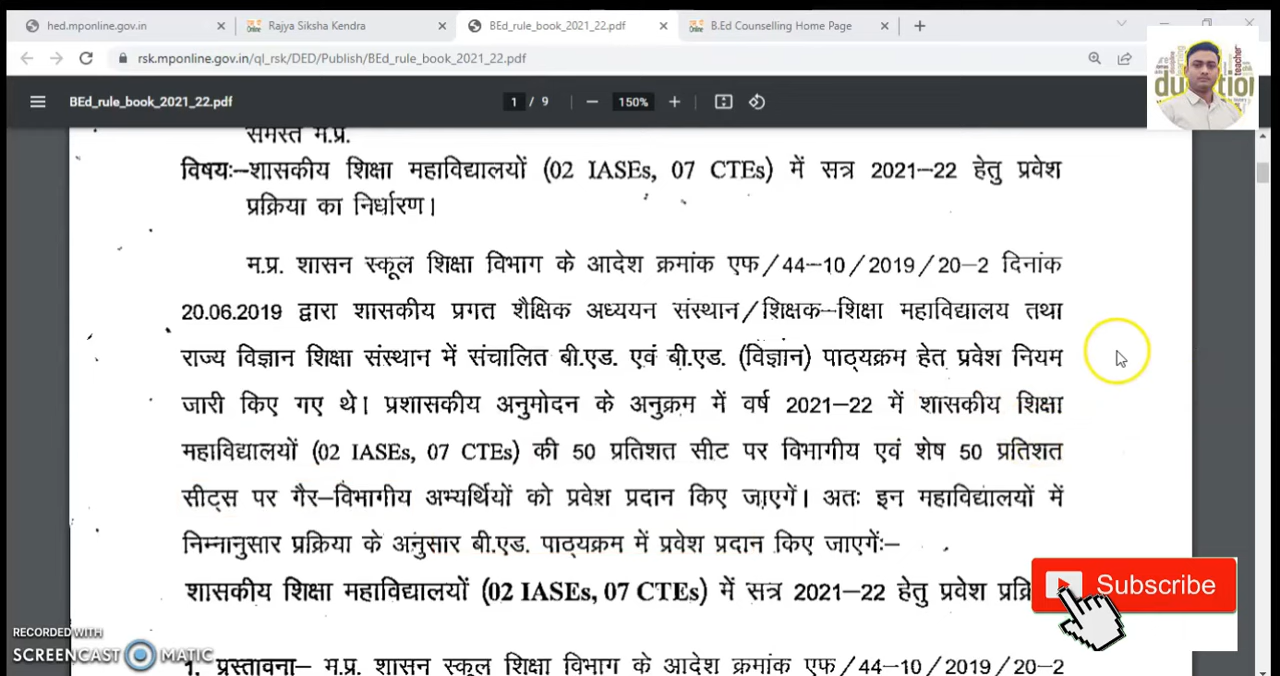 hed.mponline.gov.in
Rajya Siksha Kendra
BEd_rule_book_2021_22.pdf
B.Ed Counselling Home Page
rsk.mponline.gov.in/ql_rsk/DED/Publish/BEd_rule_book_2021_22.pdf
BEd_rule_book_2021_22.pdf
1 / 9
150%
teacher
समस्त म.प्र.
विषयः–शासकीय शिक्षा महाविद्यालयों (02 IASEs, 07 CTEs) में सत्र 2021–22 हेतु प्रवेश
प्रक्रिया का निर्धारण।
म.प्र. शासन स्कूल शिक्षा विभाग के आदेश क्रमांक एफ/44–10/2019/20–2 दिनांक
20.06.2019 द्वारा शासकीय प्रगत शैक्षिक अध्ययन संस्थान/शिक्षक–शिक्षा महाविद्यालय तथा
राज्य विज्ञान शिक्षा संस्थान में संचालित बी.एड. एवं बी.एड. (विज्ञान) पाठ्यक्रम हेतु प्रवेश नियम
जारी किए गए थे। प्रशासकीय अनुमोदन के अनुक्रम में वर्ष 2021–22 में शासकीय शिक्षा
महाविद्यालयों (02 IASEs, 07 CTEs) की 50 प्रतिशत सीट पर विभागीय एवं शेष 50 प्रतिशत
सीट्स पर गैर–विभागीय अभ्यर्थियों को प्रवेश प्रदान किए जाएगें। अतः इन महाविद्यालयों में
निम्नानुसार प्रक्रिया के अनुसार बी.एड. पाठ्यक्रम में प्रवेश प्रदान किए जाएगेंः–
शासकीय शिक्षा महाविद्यालयों (02 IASEs, 07 CTEs) में सत्र 2021–22 हेतु प्रवेश
Subscribe
RECORDED WITH
SCREENCAST MATIC
1. प्रस्तावना– म.प्र. शासन स्कूल शिक्षा विभाग के आदेश क्रमांक एफ/44–10/2019/20–2